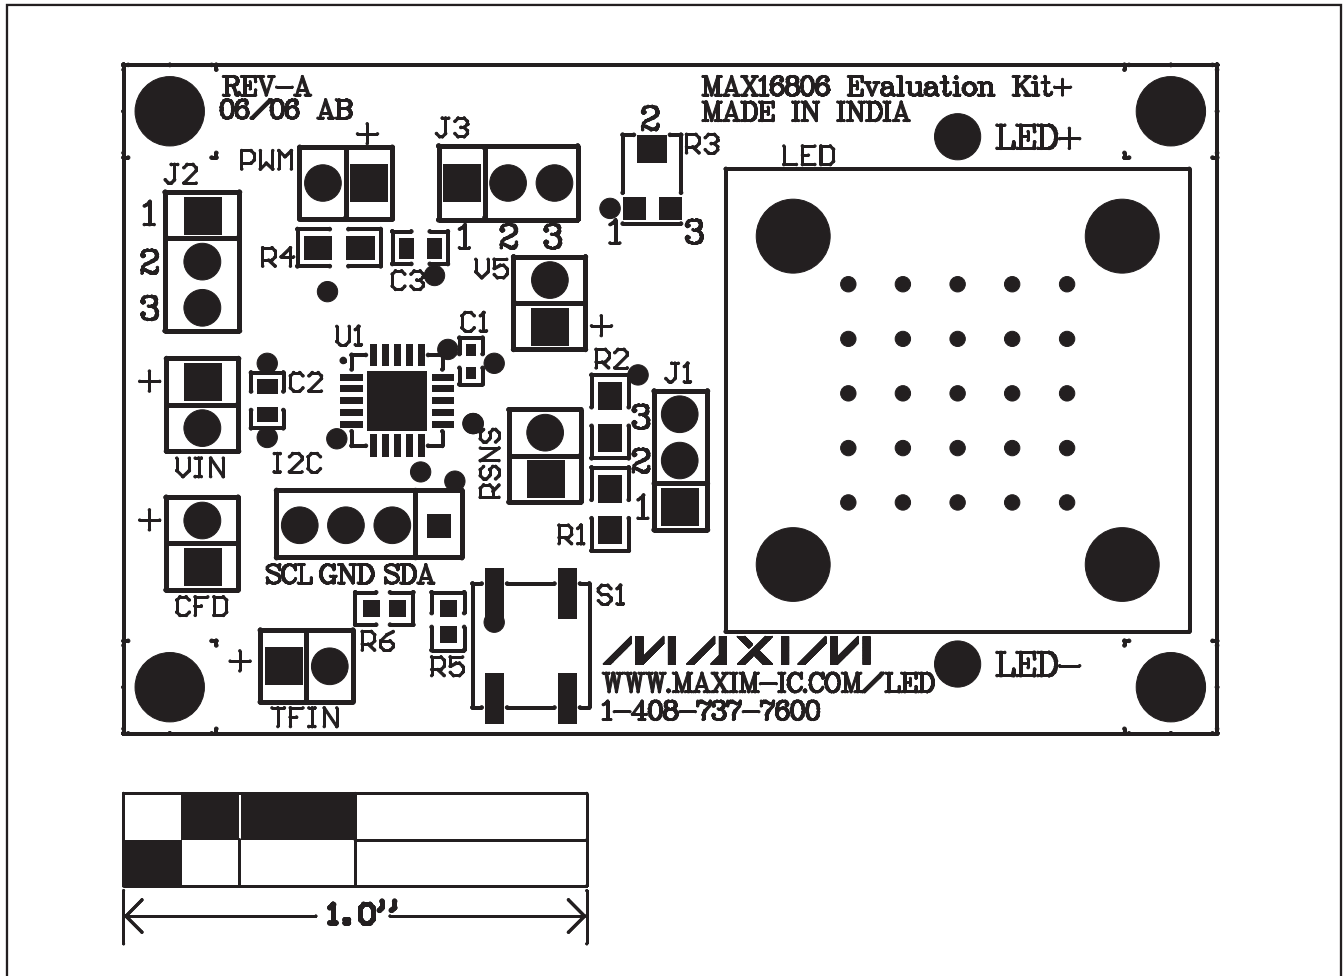 REV-A
06/06 AB
MAX16806 Evaluation Kit+
MADE IN INDIA
LED+
LED
PWM
+
J3
1 2 3
2
R3
1 3
J2
1
2
3
R4
C3
V5
+
U1
C1
R2
J1
3
2
1
+
C2
VIN
I2C
RSNS
R1
+
CFD
SCL GND SDA
R6
R5
S1
+
TFIN
MAXIM
WWW.MAXIM-IC.COM/LED
1-408-737-7600
LED-
1.0"